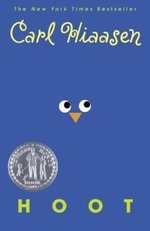 The New York Times Bestseller
Carl Hiaasen
HOOT